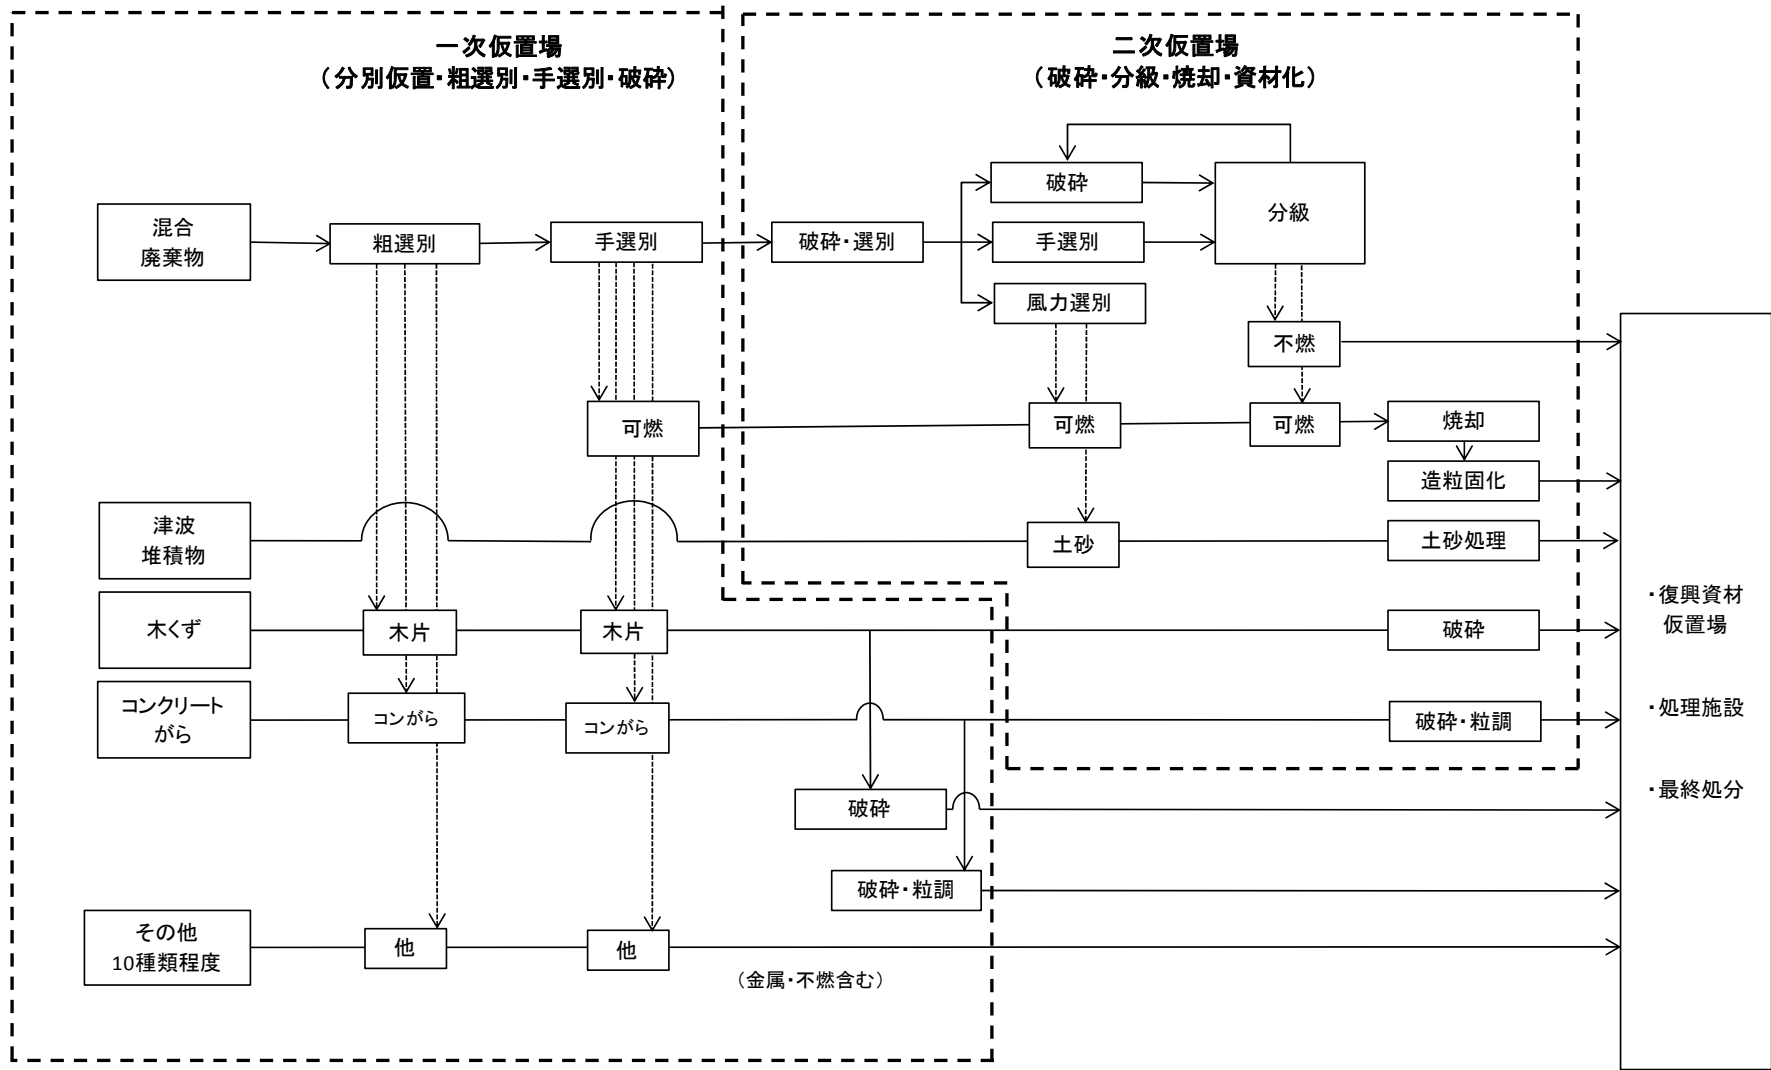 一次仮置場
（分別仮置・粗選別・手選別・破砕）
二次仮置場
（破砕・分級・焼却・資材化）
混合
廃棄物
粗選別
手選別
破砕・選別
破砕
手選別
風力選別
分級
不燃
可燃
可燃
可燃
焼却
造粒固化
津波
堆積物
土砂
土砂処理
木くず
木片
木片
破砕
コンクリート
がら
コンがら
コンがら
破砕・粒調
破砕
破砕・粒調
その他
10種類程度
他
他
（金属・不燃含む）
・復興資材
仮置場
・処理施設
・最終処分